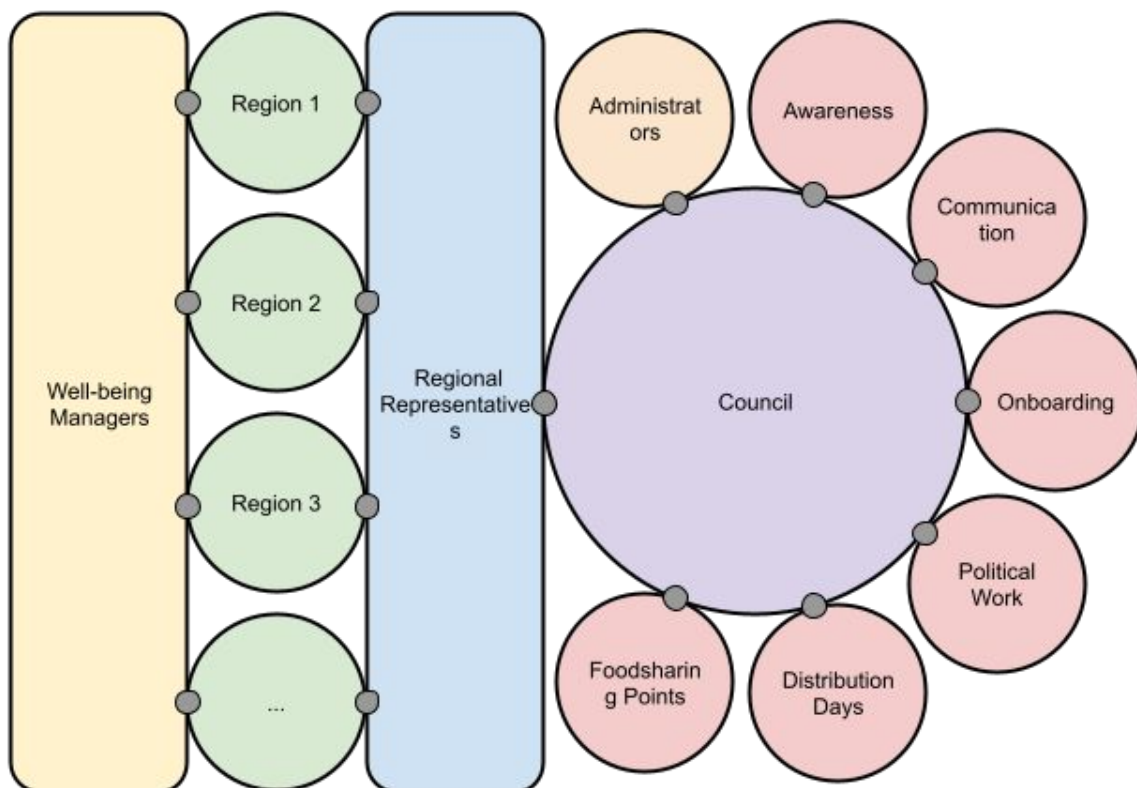 Well-being
Managers
Region 1
Region 2
Region 3
...
Regional
Representative
s
Council
Administrat
ors
Awareness
Communica
tion
Onboarding
Political
Work
Distribution
Days
Foodsharin
g Points